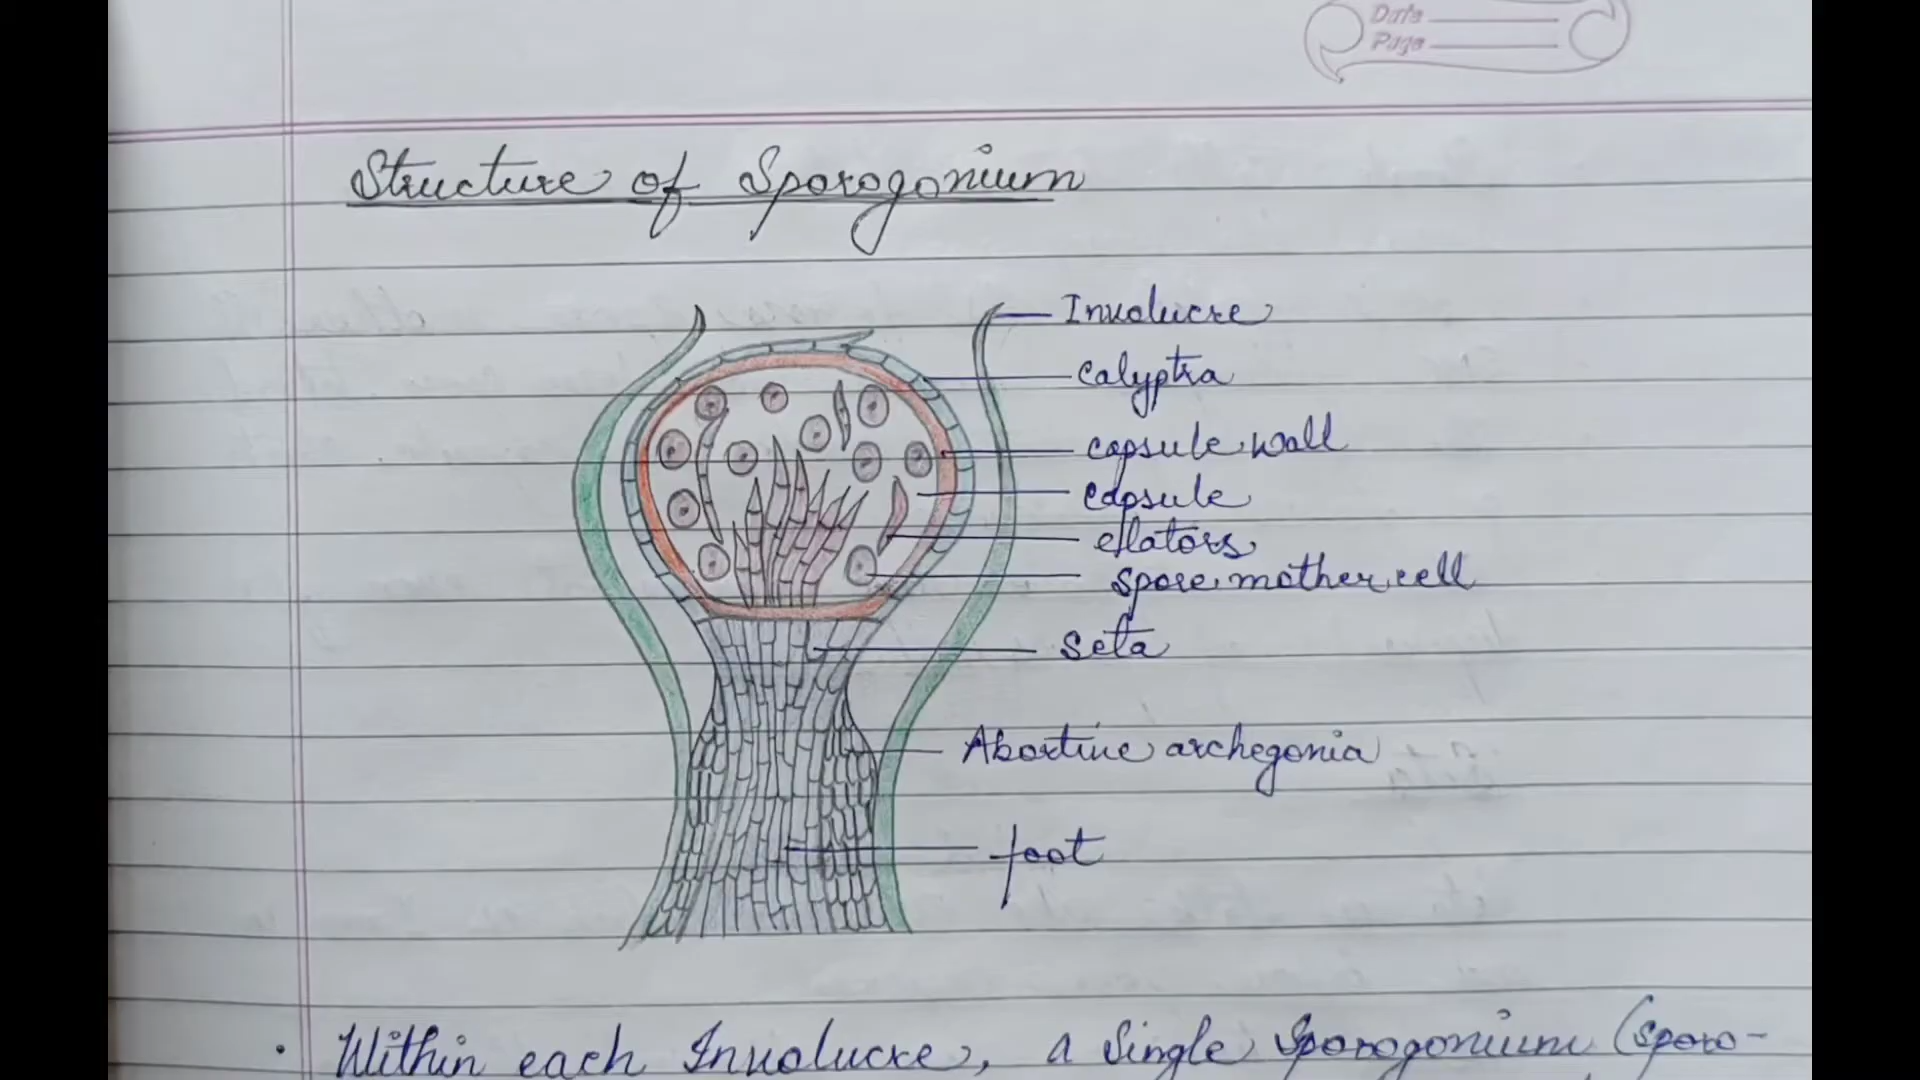 Date
Page
Structure of Sporogonium
Involucre
Calyptra
capsule wall
capsule
elators
spore mother cell
seta
Abortive archegonia
foot
• Within each Involucre, a single sporogonium (sporo-